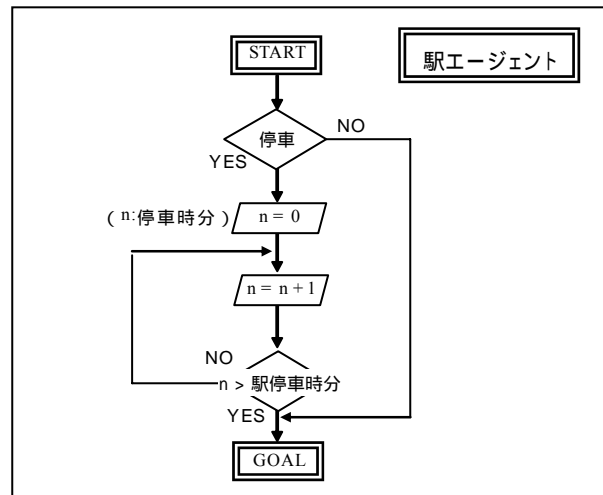 START
駅エージェント
停車
NO
YES
( n:停車時分 )
n = 0
n = n + 1
NO
n > 駅停車時分
YES
GOAL